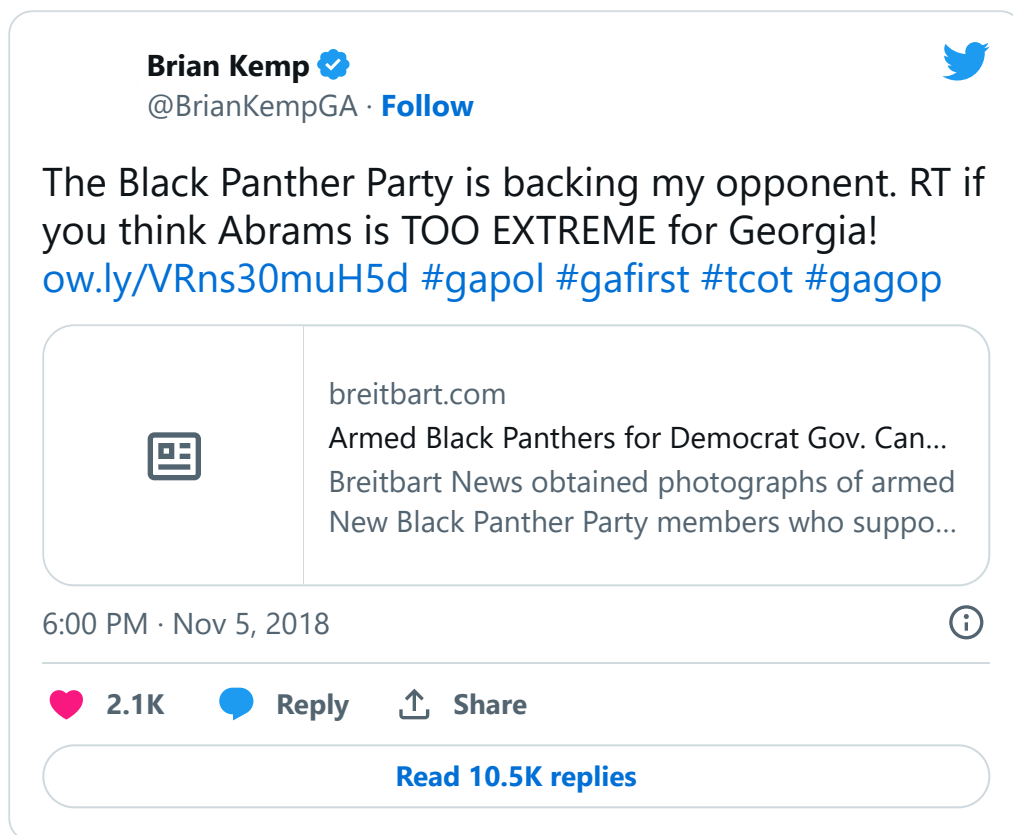 Brian Kemp
@BrianKempGA · Follow
The Black Panther Party is backing my opponent. RT if
you think Abrams is TOO EXTREME for Georgia!
ow.ly/VRns30muH5d #gapol #gafirst #tcot #gagop
breitbart.com
Armed Black Panthers for Democrat Gov. Can...
Breitbart News obtained photographs of armed
New Black Panther Party members who suppo...
6:00 PM · Nov 5, 2018
2.1K Reply Share
Read 10.5K replies